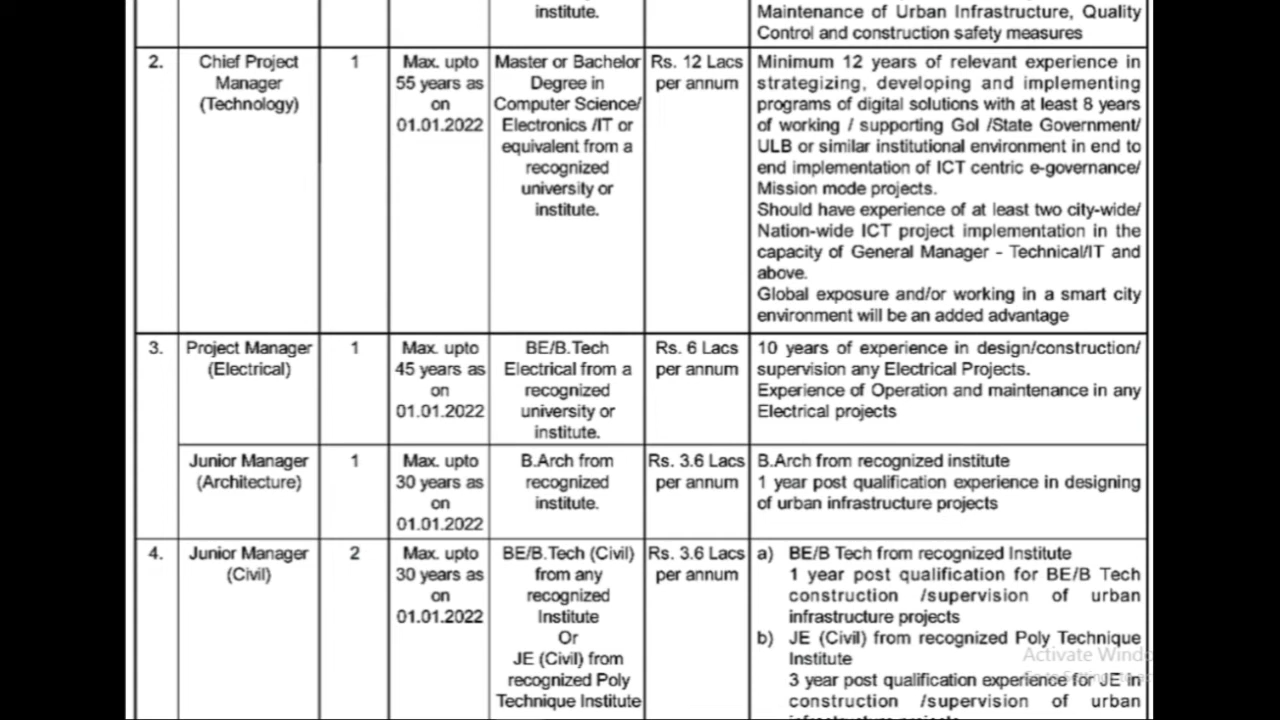 institute.
Maintenance of Urban Infrastructure, Quality
Control and construction safety measures
2.
Chief Project
Manager
(Technology)
1
Max. upto
55 years as
on
01.01.2022
Master or Bachelor
Degree in
Computer Science/
Electronics /IT or
equivalent from a
recognized
university or
institute.
Rs. 12 Lacs
per annum
Minimum 12 years of relevant experience in
strategizing, developing and implementing
programs of digital solutions with at least 8 years
of working / supporting GoI /State Government/
ULB or similar institutional environment in end to
end implementation of ICT centric e-governance/
Mission mode projects.
Should have experience of at least two city-wide/
Nation-wide ICT project implementation in the
capacity of General Manager - Technical/IT and
above.
Global exposure and/or working in a smart city
environment will be an added advantage
3.
Project Manager
(Electrical)
1
Max. upto
45 years as
on
01.01.2022
BE/B.Tech
Electrical from a
recognized
university or
institute.
Rs. 6 Lacs
per annum
10 years of experience in design/construction/
supervision any Electrical Projects.
Experience of Operation and maintenance in any
Electrical projects
Junior Manager
(Architecture)
1
Max. upto
30 years as
on
01.01.2022
B.Arch from
recognized
institute.
Rs. 3.6 Lacs
per annum
B.Arch from recognized institute
1 year post qualification experience in designing
of urban infrastructure projects
4.
Junior Manager
(Civil)
2
Max. upto
30 years as
on
01.01.2022
BE/B.Tech (Civil)
from any
recognized
Institute
Or
JE (Civil) from
recognized Poly
Technique Institute
Rs. 3.6 Lacs
per annum
a) BE/B Tech from recognized Institute
1 year post qualification for BE/B Tech
construction /supervision of urban
infrastructure projects
b) JE (Civil) from recognized Poly Technique
Institute
3 year post qualification experience for JE in
construction /supervision of urban
infrastructure projects
Activate Windo